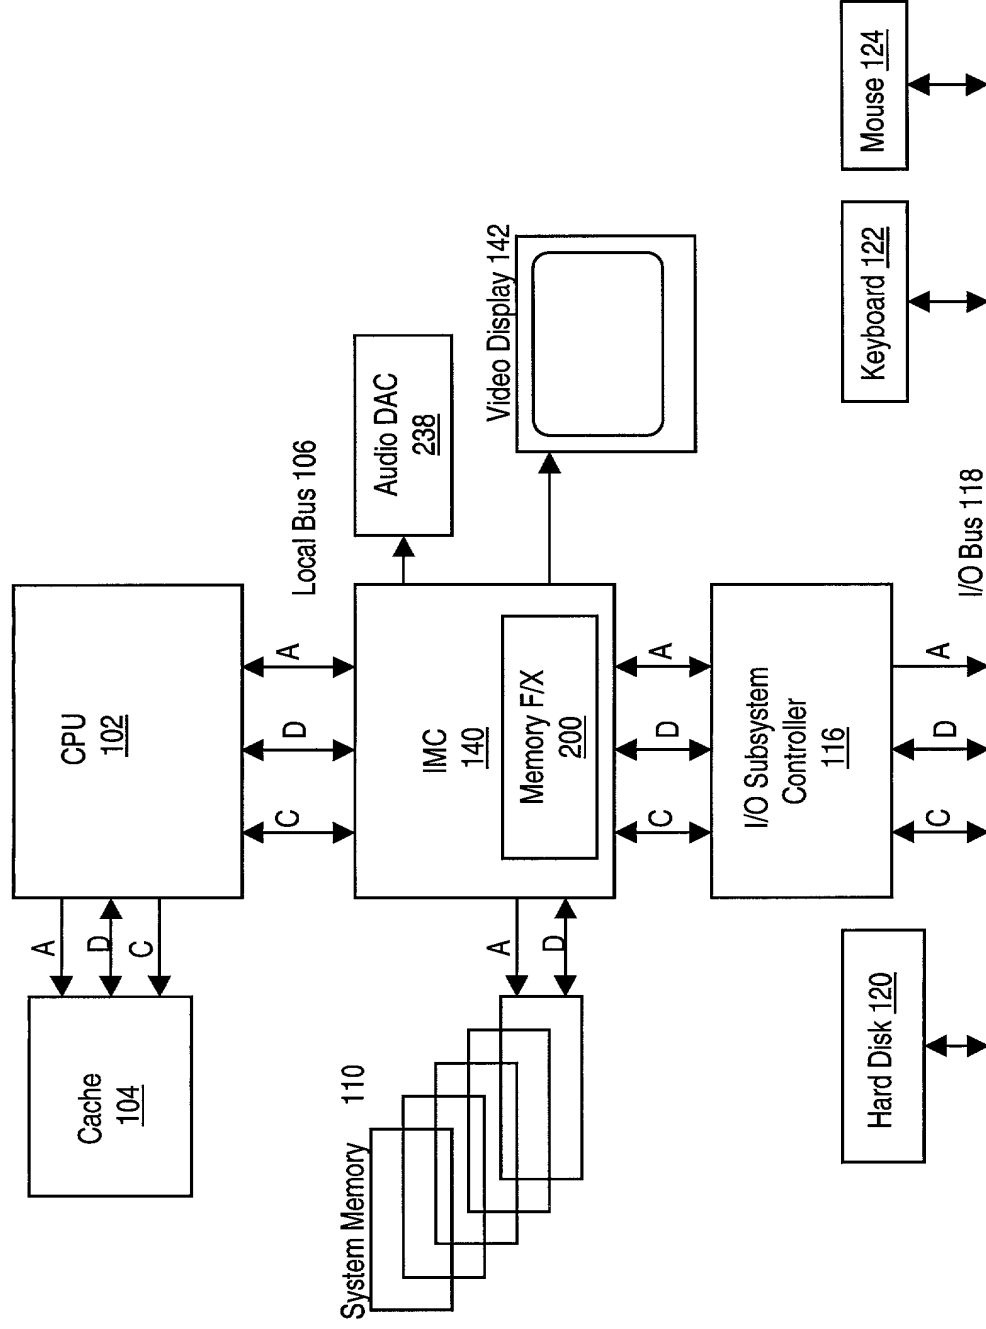 Cache
104
A
D
C
CPU
102
System Memory
110
A
D
C
D
A
Local Bus 106
IMC
140
Memory F/X
200
Audio DAC
238
Video Display 142
C
D
A
I/O Subsystem
Controller
116
Hard Disk 120
C
D
A
I/O Bus 118
Keyboard 122
Mouse 124